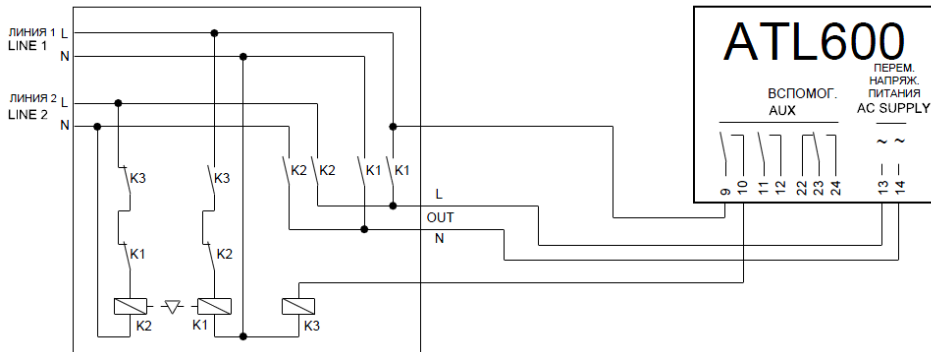 ATL600
ЛИНИЯ 1 L
LINE 1
N
ЛИНИЯ 2 L
LINE 2
N
ПЕРЕМ.
НАПРЯЖ.
ПИТАНИЯ
AC SUPPLY
ВСПОМОГ.
AUX
~ ~
K2 K2 K1 K1
K3 K3
9 10 11 12 22 23 24 13 14
L
OUT
N
K1 K2
K2 K1 K3